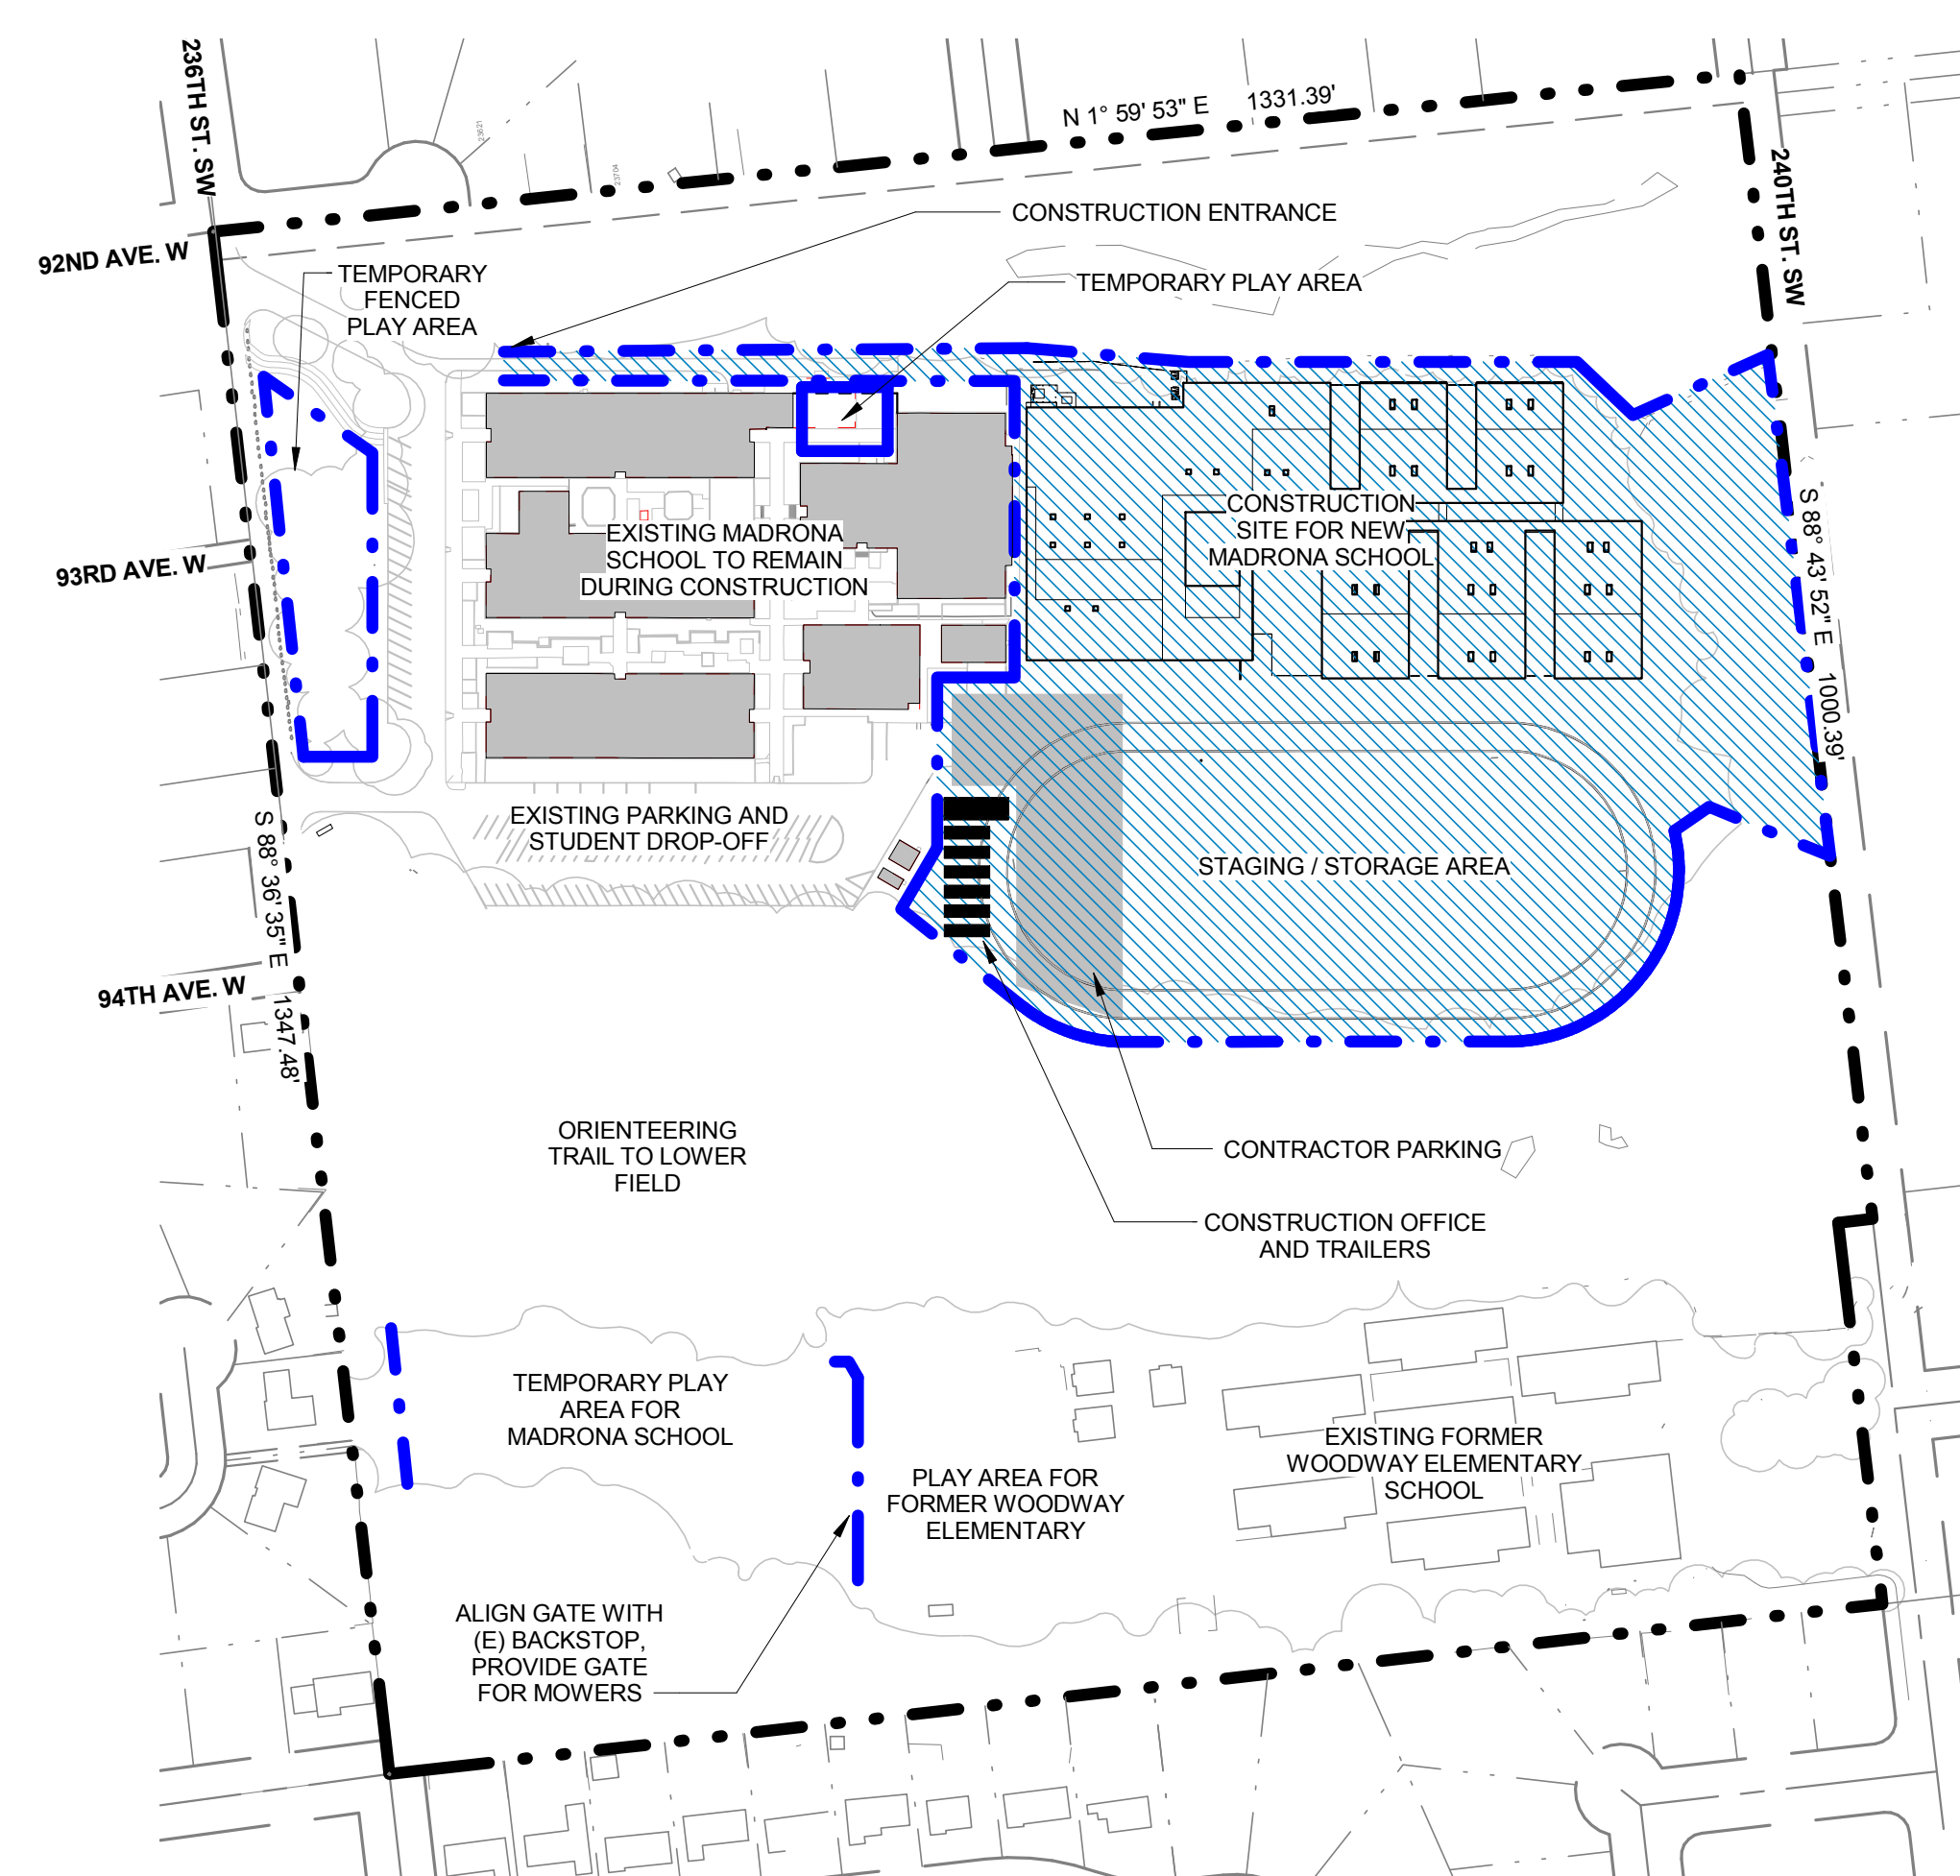 236TH ST. SW
N 1° 59' 53" E 1331.39'
23621
23704
240TH ST. SW
92ND AVE. W
CONSTRUCTION ENTRANCE
TEMPORARY
FENCED
PLAY AREA
TEMPORARY PLAY AREA
93RD AVE. W
EXISTING MADRONA
SCHOOL TO REMAIN
DURING CONSTRUCTION
CONSTRUCTION
SITE FOR NEW
MADRONA SCHOOL
S 88° 43' 52" E 1000.39'
EXISTING PARKING AND
STUDENT DROP-OFF
STAGING / STORAGE AREA
S 88° 36' 35" E 1347.48'
94TH AVE. W
ORIENTEERING
TRAIL TO LOWER
FIELD
CONTRACTOR PARKING
CONSTRUCTION OFFICE
AND TRAILERS
TEMPORARY PLAY
AREA FOR
MADRONA SCHOOL
PLAY AREA FOR
FORMER WOODWAY
ELEMENTARY
EXISTING FORMER
WOODWAY ELEMENTARY
SCHOOL
ALIGN GATE WITH
(E) BACKSTOP,
PROVIDE GATE
FOR MOWERS